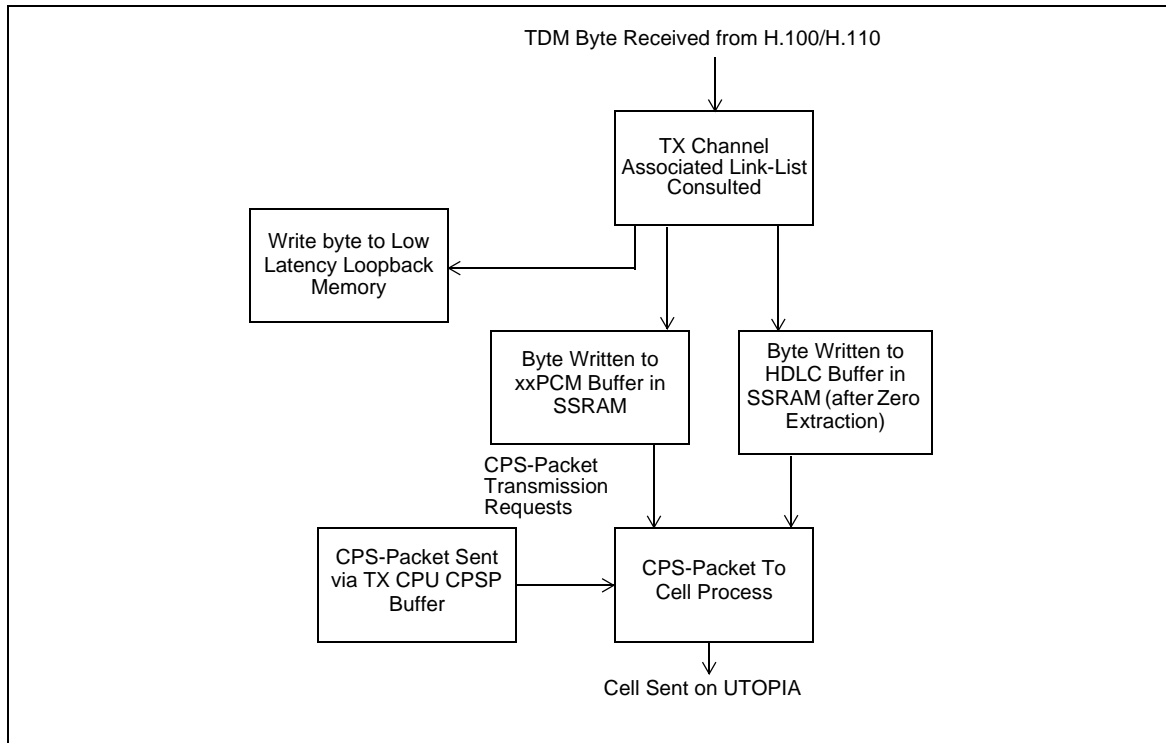 TDM Byte Received from H.100/H.110
TX Channel
Associated Link-List
Consulted
Write byte to Low
Latency Loopback
Memory
Byte Written to
xxPCM Buffer in
SSRAM
Byte Written to
HDLC Buffer in
SSRAM (after Zero
Extraction)
CPS-Packet
Transmission
Requests
CPS-Packet Sent
via TX CPU CPSP
Buffer
CPS-Packet To
Cell Process
Cell Sent on UTOPIA